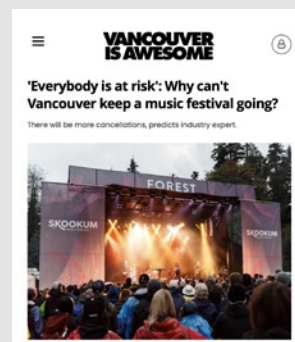 VANCOUVER
IS AWESOME
'Everybody is at risk': Why can't
Vancouver keep a music festival going?
There will be more cancellations, predicts industry expert.
FOREST
SKOOKUM
SKOOKUM